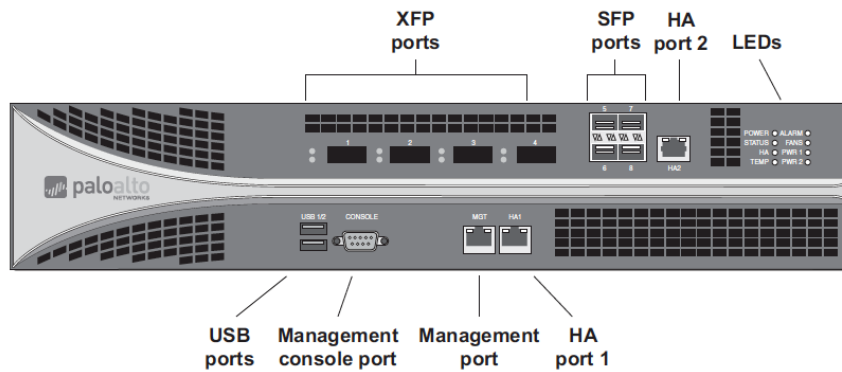 XFP
ports
SFP
ports
HA
port 2
LEDs
5 7
1 2 3 4
6 8
HA2
POWER ALARM
STATUS FANS
HA PWR 1
TEMP PWR 2
paloalto
NETWORKS
USB 1/2 CONSOLE MGT HA1
USB
ports
Management
console port
Management
port
HA
port 1